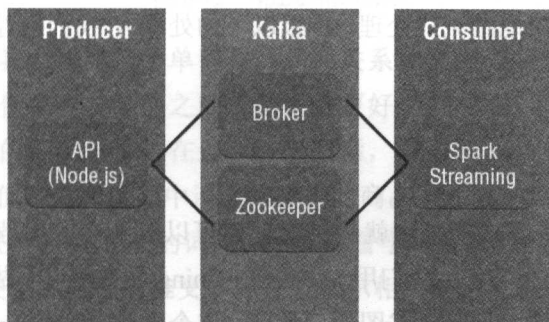 Producer
Kafka
Consumer
Broker
API
(Node.js)
Spark
Streaming
Zookeeper